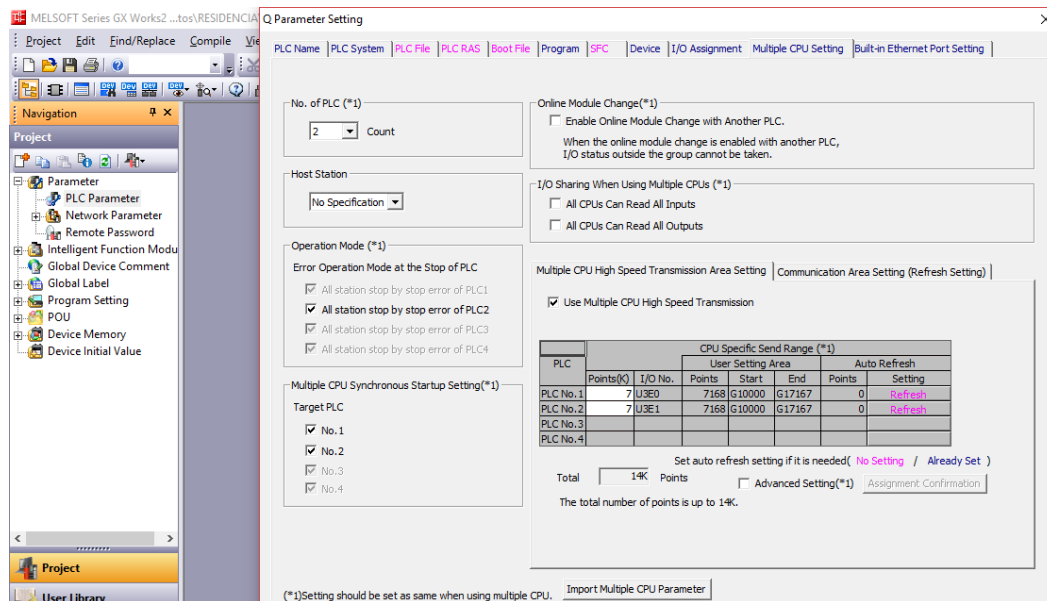 MELSOFT Series GX Works2 ...tos\RESIDENCIA
Project Edit Find/Replace Compile Vie
Navigation
Project
Parameter
PLC Parameter
Network Parameter
Remote Password
Intelligent Function Modu
Global Device Comment
Global Label
Program Setting
POU
Device Memory
Device Initial Value
Project
User Library
Q Parameter Setting
PLC Name PLC System PLC File PLC RAS Boot File Program SFC Device I/O Assignment Multiple CPU Setting Built-in Ethernet Port Setting
No. of PLC (*1)
2 Count
Host Station
No Specification
Operation Mode (*1)
Error Operation Mode at the Stop of PLC
All station stop by stop error of PLC1
All station stop by stop error of PLC2
All station stop by stop error of PLC3
All station stop by stop error of PLC4
Multiple CPU Synchronous Startup Setting(*1)
Target PLC
No.1
No.2
No.3
No.4
Online Module Change(*1)
Enable Online Module Change with Another PLC.
When the online module change is enabled with another PLC,
I/O status outside the group cannot be taken.
I/O Sharing When Using Multiple CPUs (*1)
All CPUs Can Read All Inputs
All CPUs Can Read All Outputs
Multiple CPU High Speed Transmission Area Setting Communication Area Setting (Refresh Setting)
Use Multiple CPU High Speed Transmission
CPU Specific Send Range (*1)
PLC User Setting Area Auto Refresh
Points(K) I/O No. Points Start End Points Setting
PLC No.1 7 U3E0 7168 G10000 G17167 0 Refresh
PLC No.2 7 U3E1 7168 G10000 G17167 0 Refresh
PLC No.3
PLC No.4
Set auto refresh setting if it is needed( No Setting / Already Set )
Total 14K Points Advanced Setting(*1) Assignment Confirmation
The total number of points is up to 14K.
(*1)Setting should be set as same when using multiple CPU. Import Multiple CPU Parameter